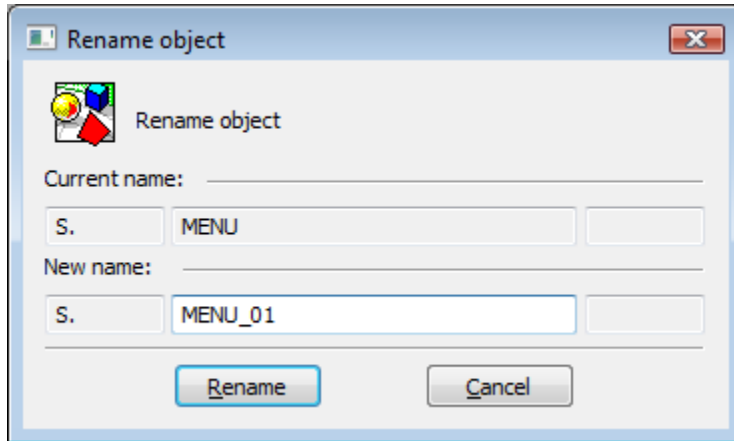 Rename object
Rename object
Current name:
S. MENU
New name:
S. MENU_01
Rename Cancel